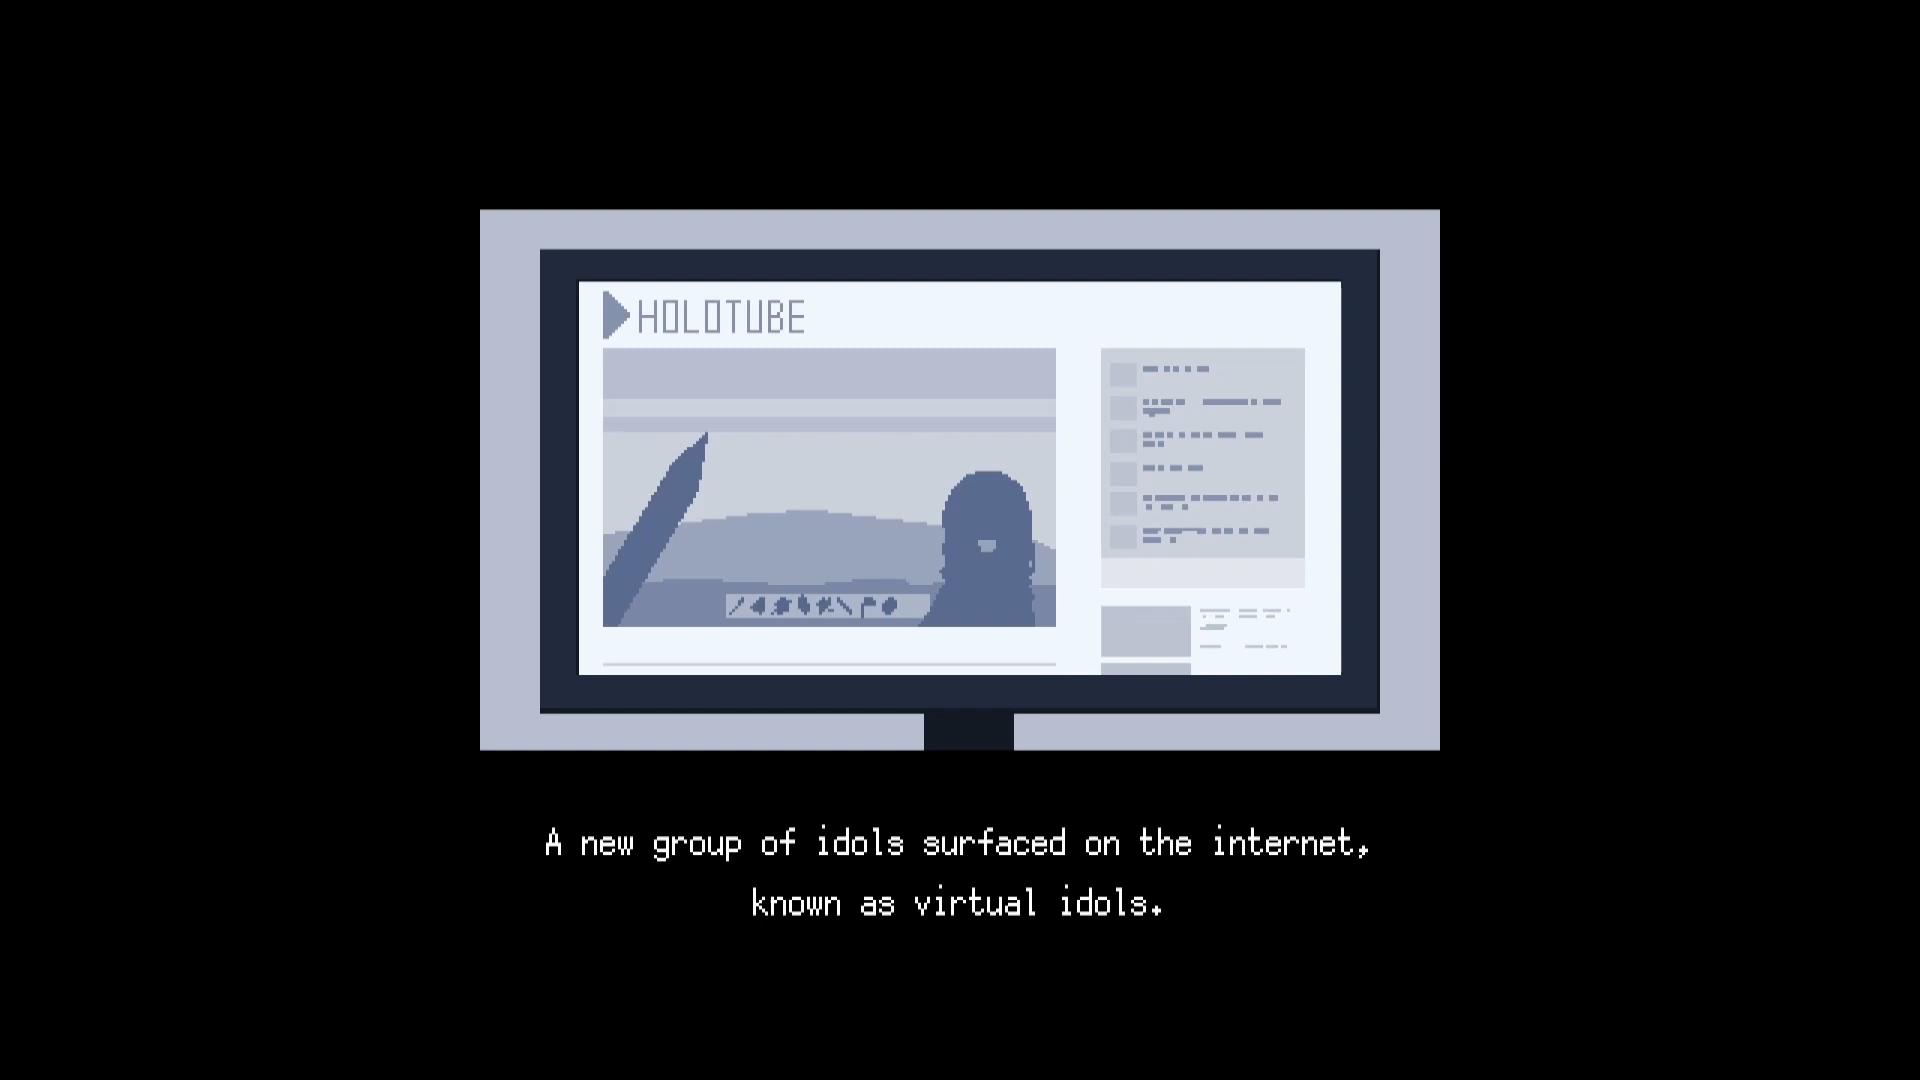 HOLOTUBE
A new group of idols surfaced on the internet,
known as virtual idols.